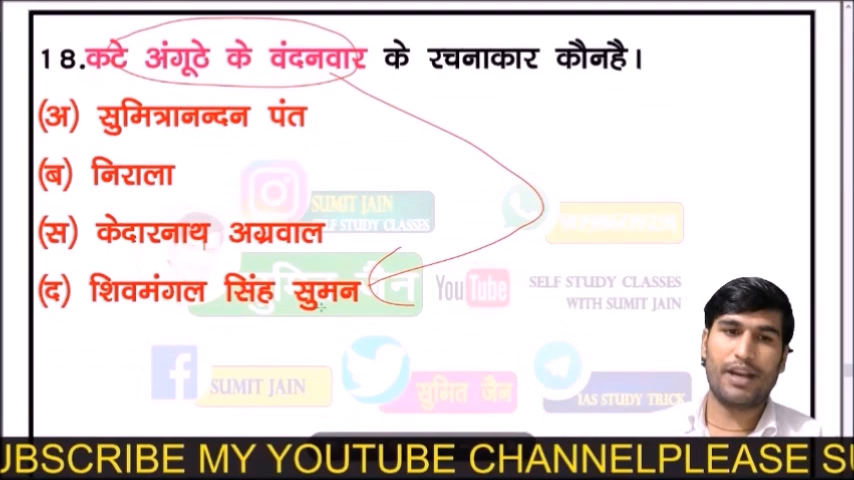 18.कटे अंगूठे के वंदनवार के रचनाकार कौनहै।
(अ) सुमित्रानन्दन पंत
(ब) निराला
SUMIT JAIN
SELF STUDY CLASSES
(स) केदारनाथ अग्रवाल
(द) शिवमंगल सिंह सुमन
सुमित जैन
YouTube
SELF STUDY CLASSES
WITH SUMIT JAIN
SUMIT JAIN
सुमित जैन
IAS STUDY TRICK
UBSCRIBE MY YOUTUBE CHANNELPLEASE SU